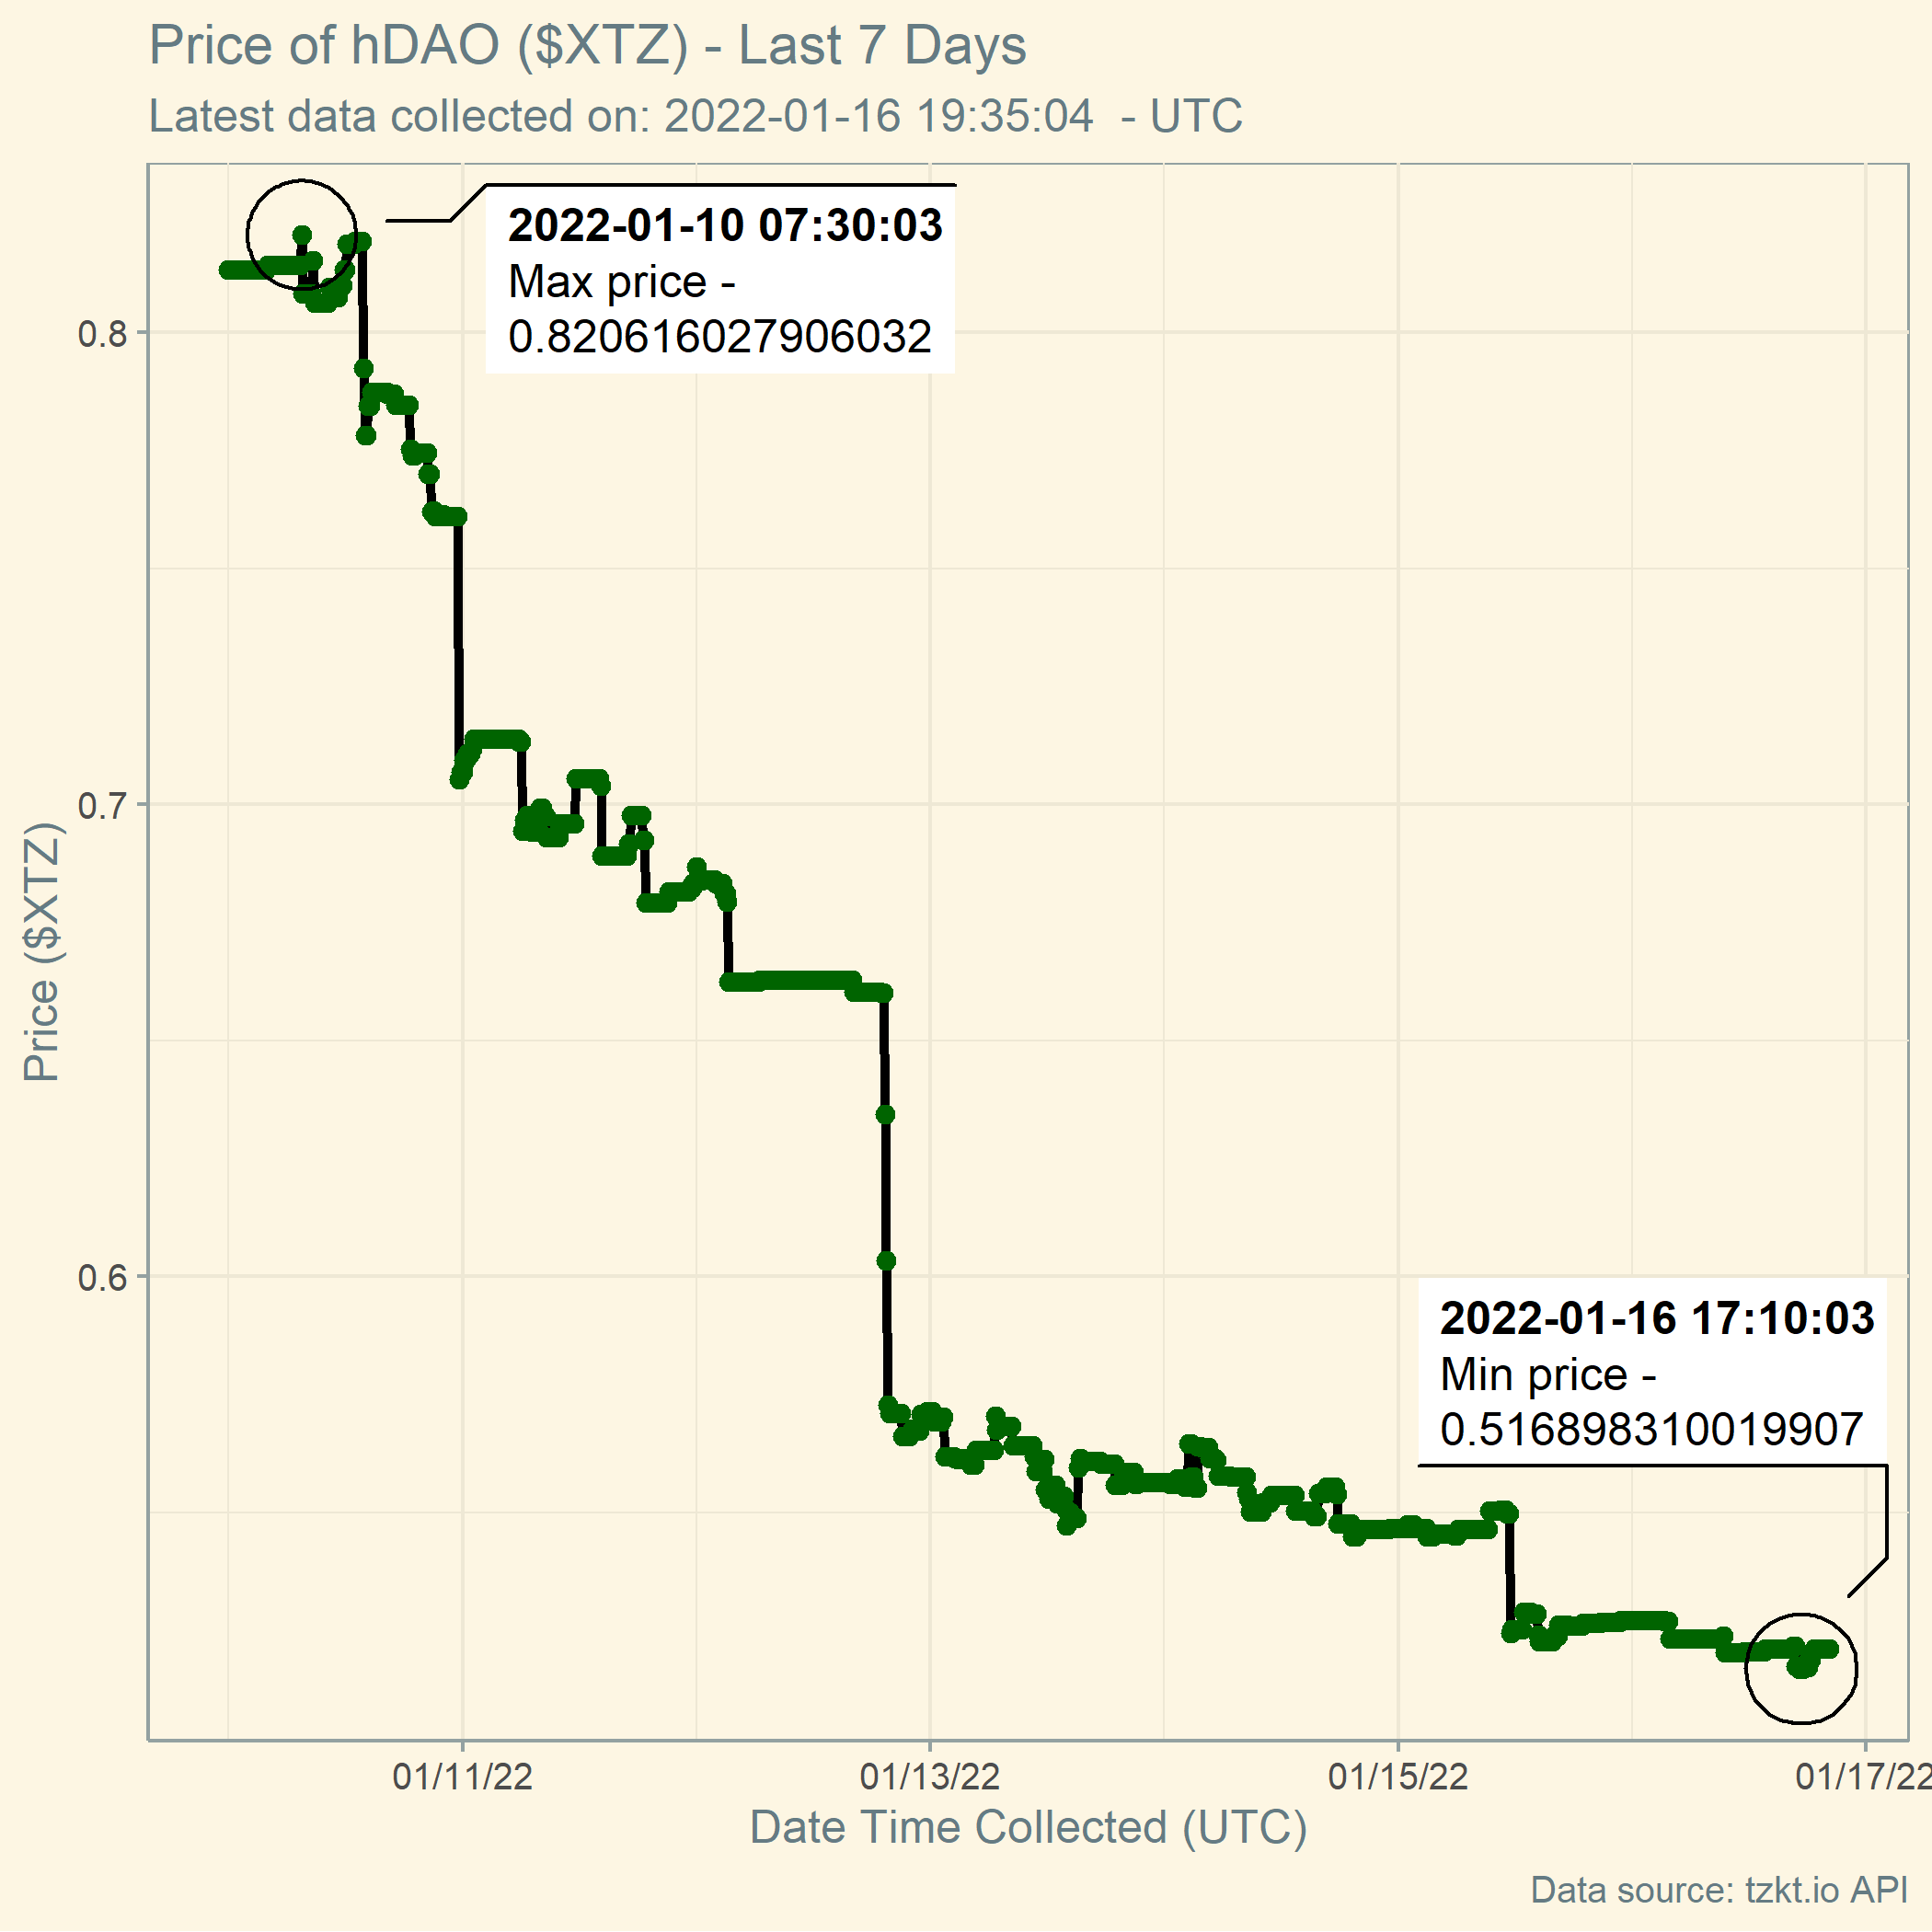 Price of hDAO ($XTZ) - Last 7 Days
Latest data collected on: 2022-01-16 19:35:04  - UTC
2022-01-10 07:30:03
Max price -
0.820616027906032
0.8
0.7
0.6
Price ($XTZ)
2022-01-16 17:10:03
Min price -
0.516898310019907
01/11/22
01/13/22
01/15/22
01/17/22
Date Time Collected (UTC)
Data source: tzkt.io API